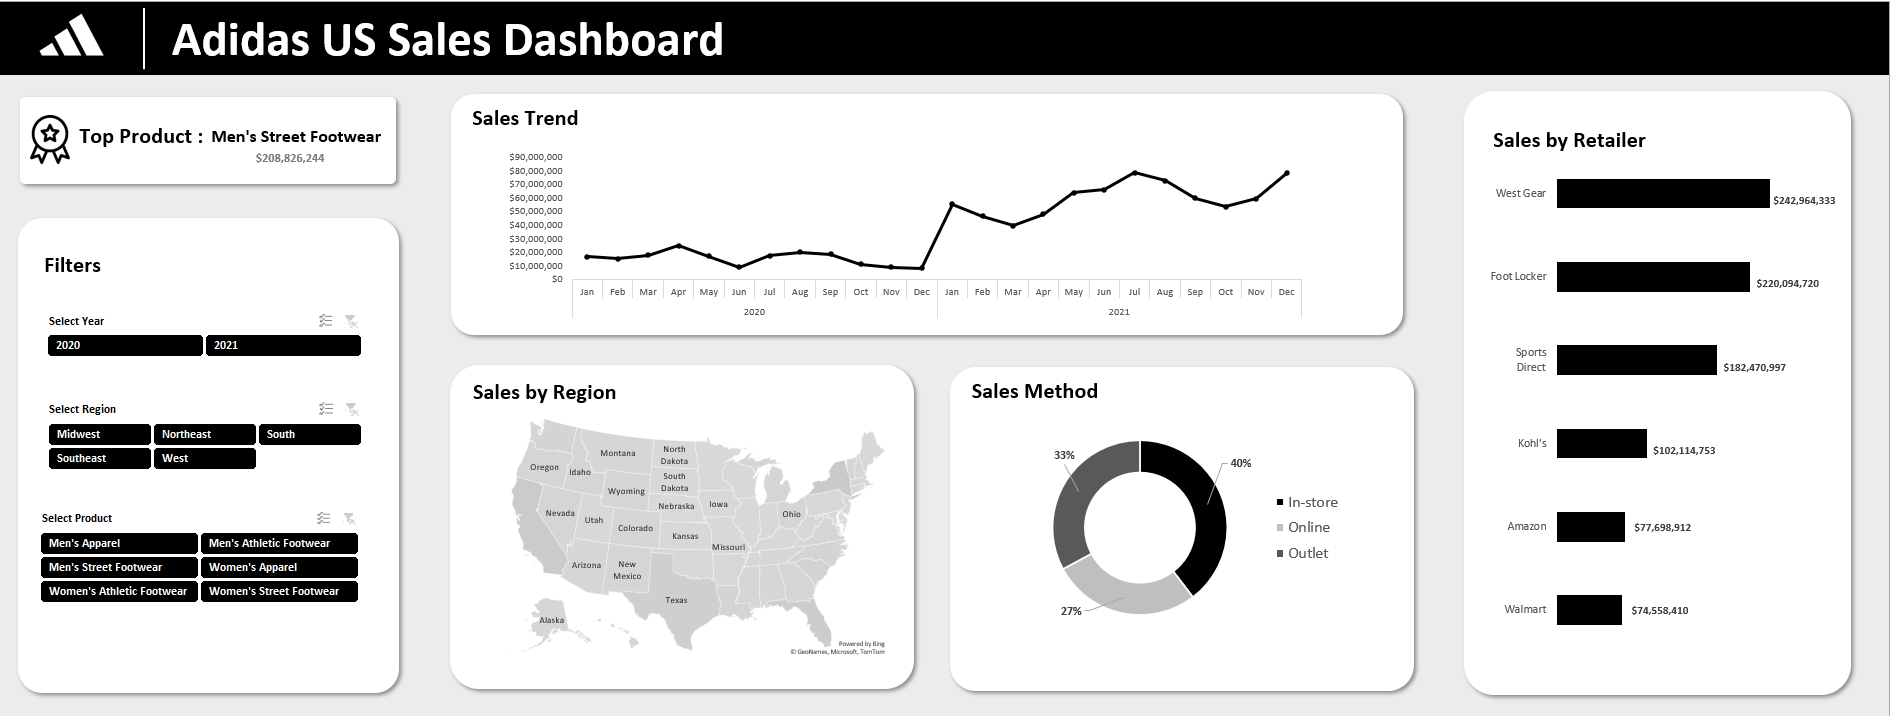 Adidas US Sales Dashboard
Top Product : Men's Street Footwear
$208,826,244
Filters
Select Year
2020 2021
Select Region
Midwest Northeast South
Southeast West
Select Product
Men's Apparel Men's Athletic Footwear
Men's Street Footwear Women's Apparel
Women's Athletic Footwear Women's Street Footwear
Sales Trend
$90,000,000
$80,000,000
$70,000,000
$60,000,000
$50,000,000
$40,000,000
$30,000,000
$20,000,000
$10,000,000
$0
Jan Feb Mar Apr May Jun Jul Aug Sep Oct Nov Dec Jan Feb Mar Apr May Jun Jul Aug Sep Oct Nov Dec
2020 2021
Sales by Region
Montana
North
Dakota
Oregon
Idaho
South
Dakota
Wyoming
Nebraska
Iowa
Nevada
Utah
Colorado
Ohio
Kansas
Missouri
Arizona
New
Mexico
Texas
Alaska
Powered by Bing
© GeoNames, Microsoft, TomTom
Sales Method
33%
40%
27%
In-store
Online
Outlet
Sales by Retailer
West Gear $242,964,333
Foot Locker $220,094,720
Sports
Direct $182,470,997
Kohl's $102,114,753
Amazon $77,698,912
Walmart $74,558,410